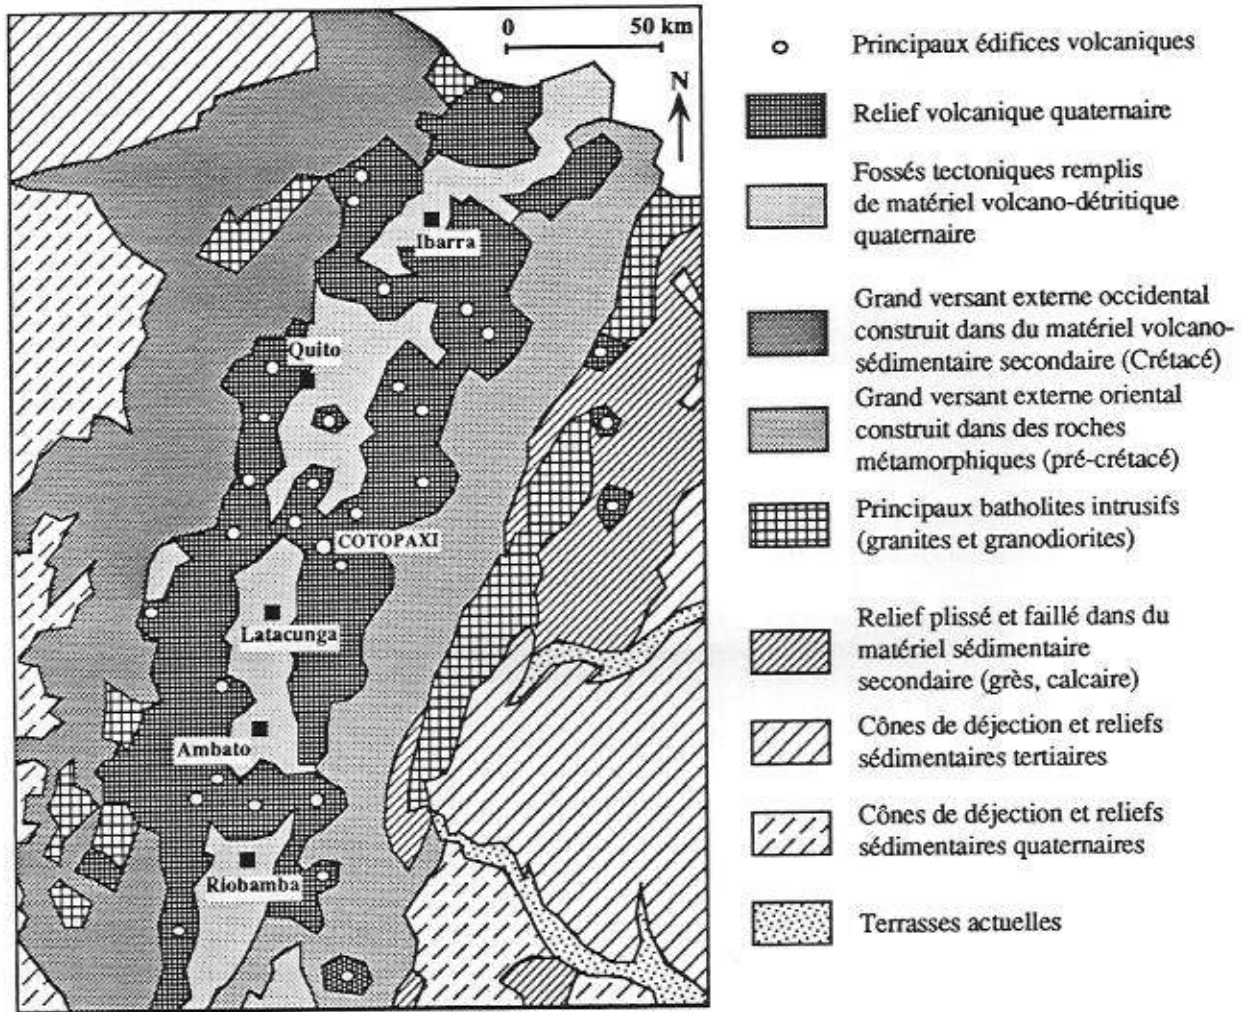 0 50 km
N
Ibarra
Quito
COTOPAXI
Latacunga
Ambato
Riobamba
Principaux édifices volcaniques
Relief volcanique quaternaire
Fossés tectoniques remplis
de matériel volcano-détritique
quaternaire
Grand versant externe occidental
construit dans du matériel volcano-
sédimentaire secondaire (Crétacé)
Grand versant externe oriental
construit dans des roches
métamorphiques (pré-crétacé)
Principaux batholites intrusifs
(granites et granodiorites)
Relief plissé et faillé dans du
matériel sédimentaire
secondaire (grès, calcaire)
Cônes de déjection et reliefs
sédimentaires tertiaires
Cônes de déjection et reliefs
sédimentaires quaternaires
Terrasses actuelles